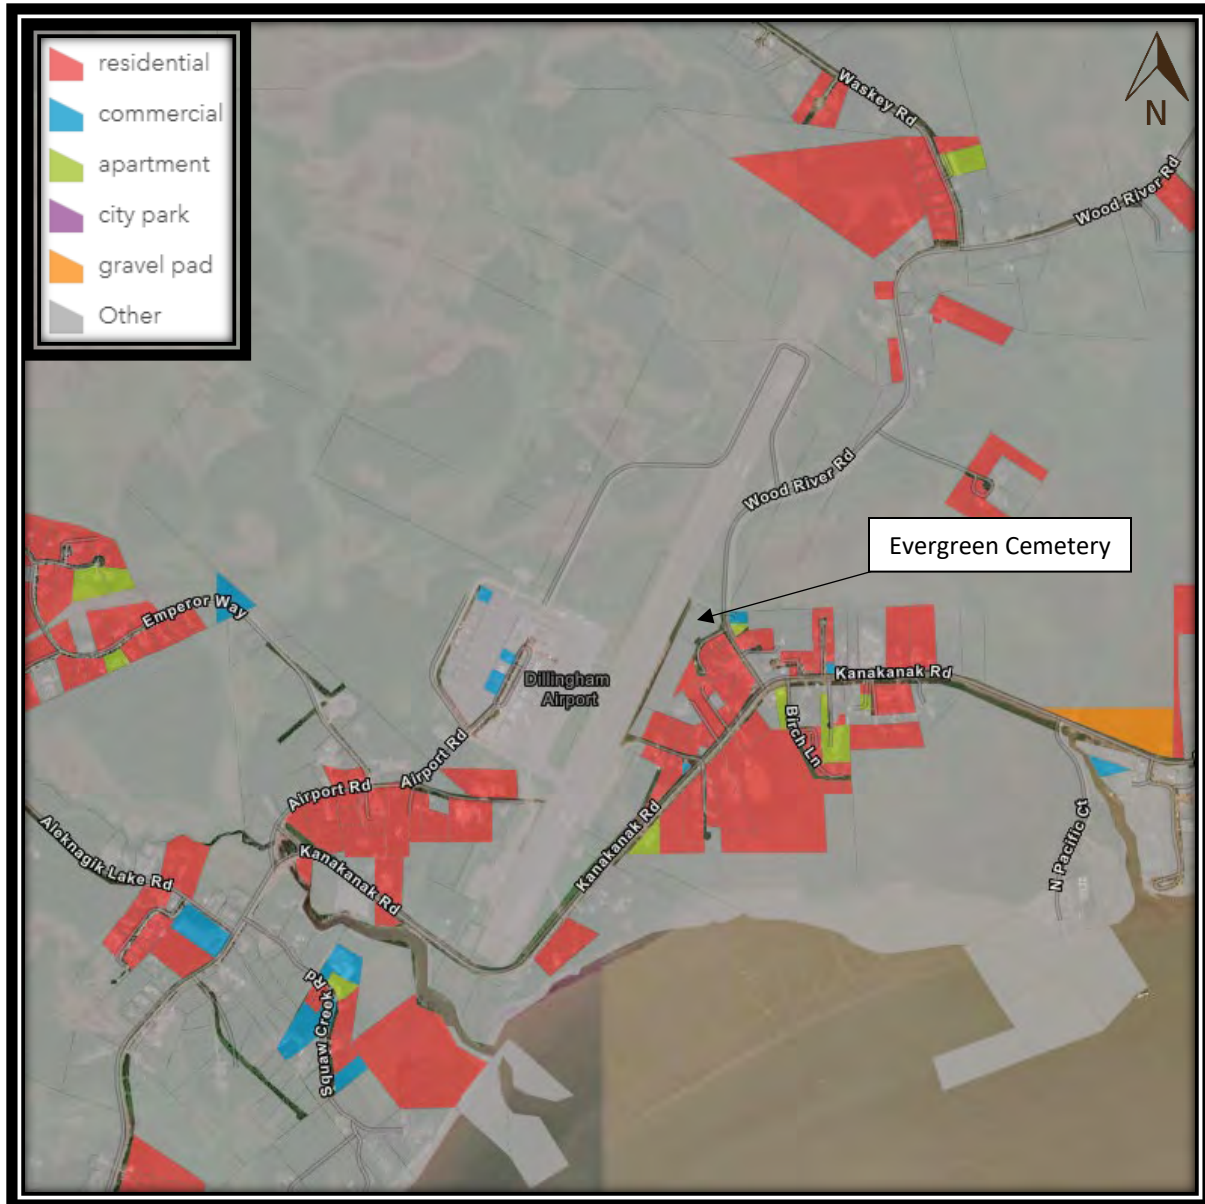 residential
commercial
apartment
city park
gravel pad
Other
N
Waskey Rd
Wood River Rd
Wood River Rd
Evergreen Cemetery
Emperor Way
Dillingham
Airport
Kanakanak Rd
Birch Ln
Airport Rd
Airport Rd
Kanakanak Rd
Kanakanak Rd
Aleknagik Lake Rd
N Pacific Ct
Squaw Creek Rd